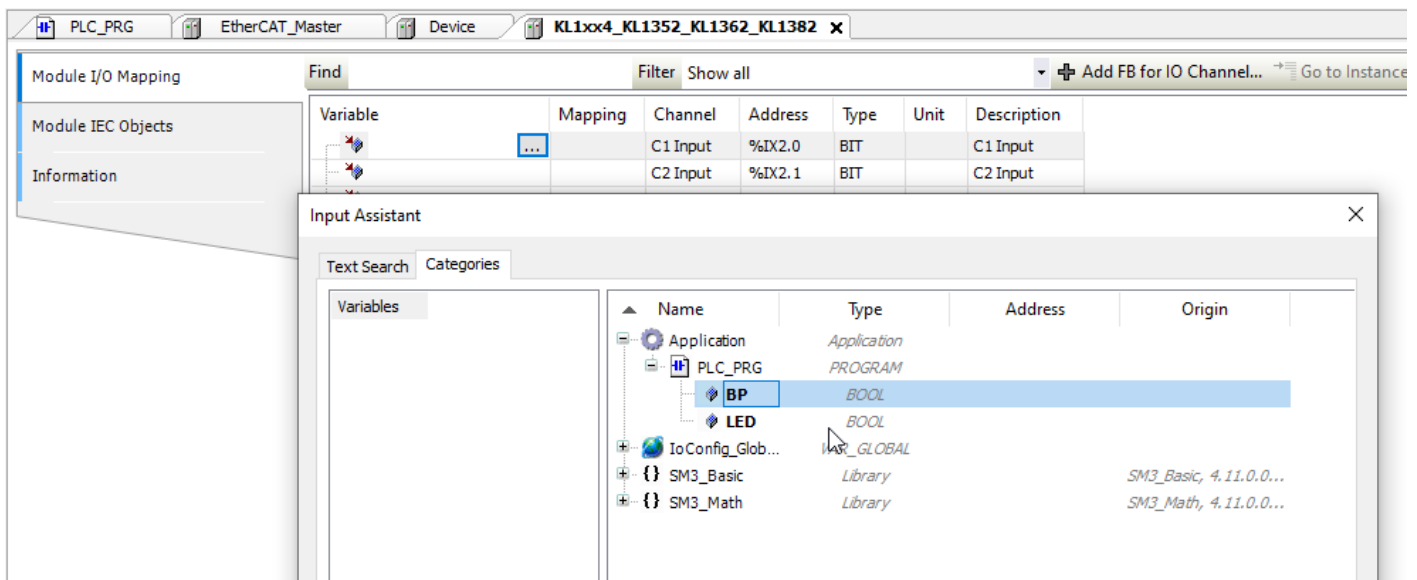 PLC_PRG EtherCAT_Master Device KL1xx4_KL1352_KL1362_KL1382
Module I/O Mapping
Module IEC Objects
Information
Find Filter Show all Add FB for IO Channel... Go to Instance
Variable Mapping Channel Address Type Unit Description
... C1 Input %IX2.0 BIT C1 Input
C2 Input %IX2.1 BIT C2 Input
Input Assistant
Text Search Categories
Variables
Name Type Address Origin
Application Application
PLC_PRG PROGRAM
BP BOOL
LED BOOL
IoConfig_Glob... VAR_GLOBAL
SM3_Basic Library SM3_Basic, 4.11.0.0...
SM3_Math Library SM3_Math, 4.11.0.0...